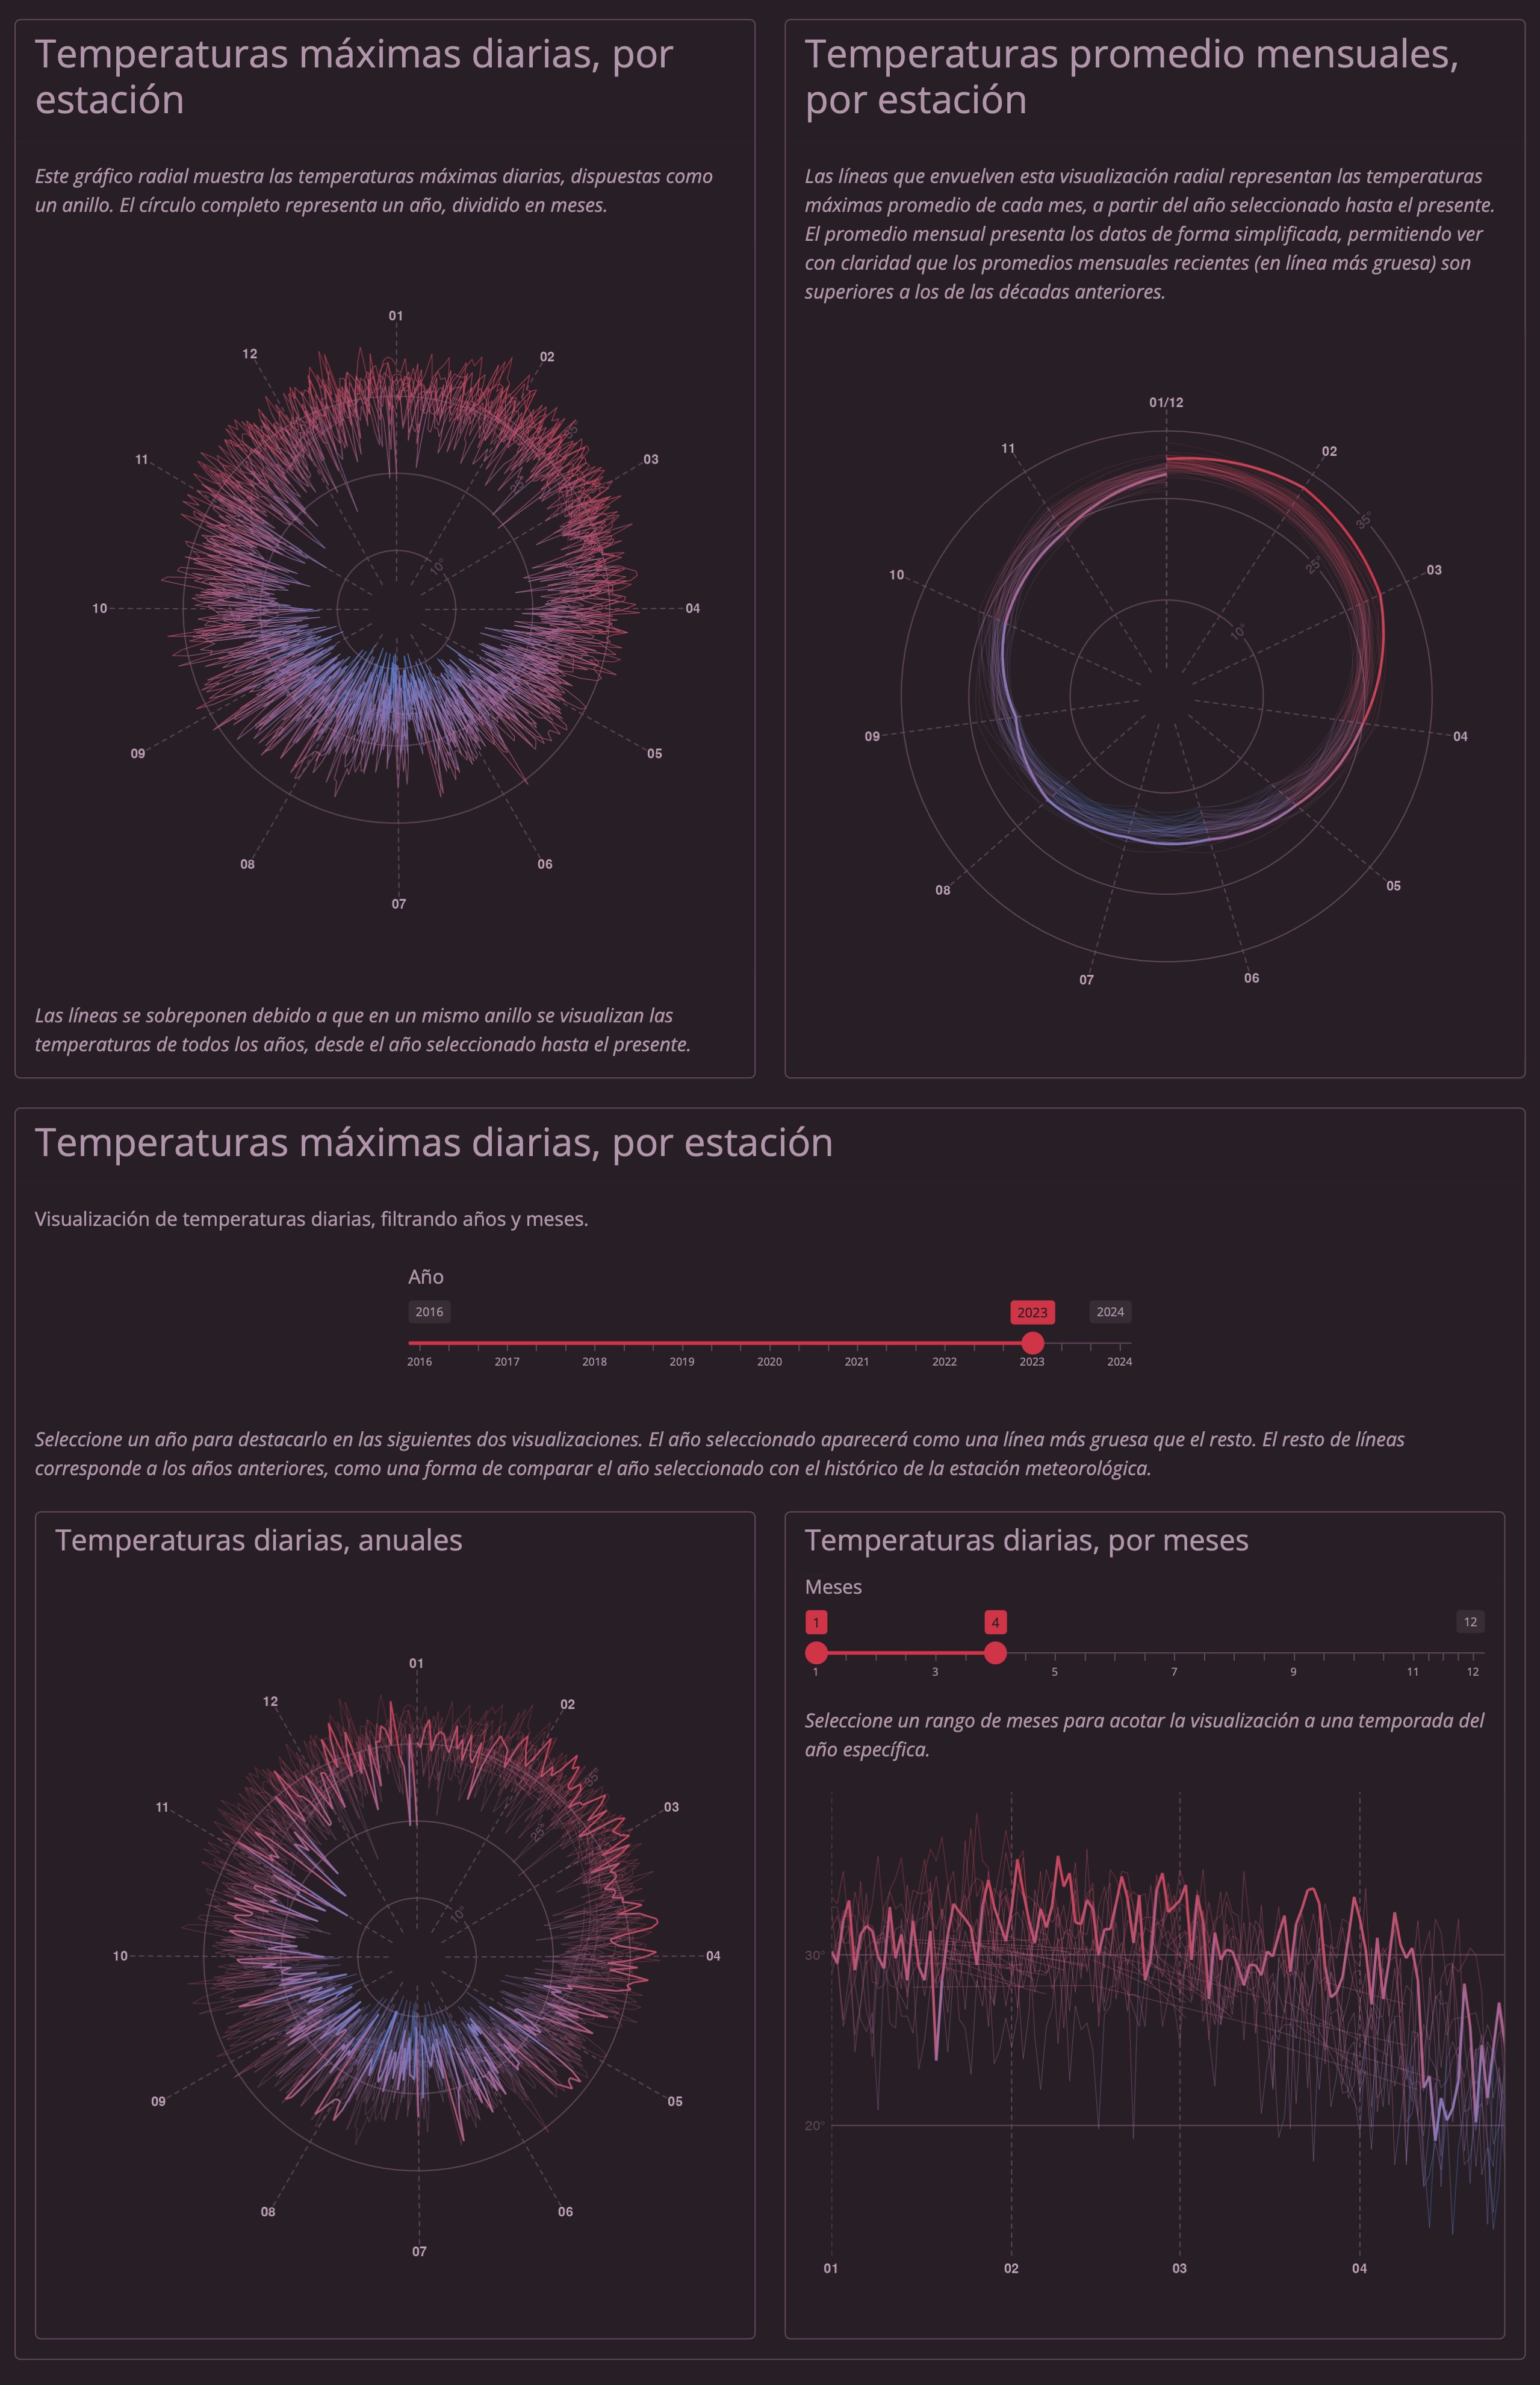 Temperaturas máximas diarias, por
estación
Este gráfico radial muestra las temperaturas máximas diarias, dispuestas como
un anillo. El círculo completo representa un año, dividido en meses.
01
12
02
35°
11
03
25°
10°
10
04
09
05
08
06
07
Las líneas se sobreponen debido a que en un mismo anillo se visualizan las
temperaturas de todos los años, desde el año seleccionado hasta el presente.
Temperaturas promedio mensuales,
por estación
Las líneas que envuelven esta visualización radial representan las temperaturas
máximas promedio de cada mes, a partir del año seleccionado hasta el presente.
El promedio mensual presenta los datos de forma simplificada, permitiendo ver
con claridad que los promedios mensuales recientes (en línea más gruesa) son
superiores a los de las décadas anteriores.
01/12
11
02
35°
25°
10
03
10°
09
04
08
05
07
06
Temperaturas máximas diarias, por estación
Visualización de temperaturas diarias, filtrando años y meses.
Año
2016
2023
2024
2016 2017 2018 2019 2020 2021 2022 2023 2024
Seleccione un año para destacarlo en las siguientes dos visualizaciones. El año seleccionado aparecerá como una línea más gruesa que el resto. El resto de líneas
corresponde a los años anteriores, como una forma de comparar el año seleccionado con el histórico de la estación meteorológica.
Temperaturas diarias, anuales
01
12
02
35°
11
03
25°
10°
10
04
09
05
08
06
07
Temperaturas diarias, por meses
Meses
1
4
12
1 3 5 7 9 11 12
Seleccione un rango de meses para acotar la visualización a una temporada del
año específica.
30°
20°
01 02 03 04